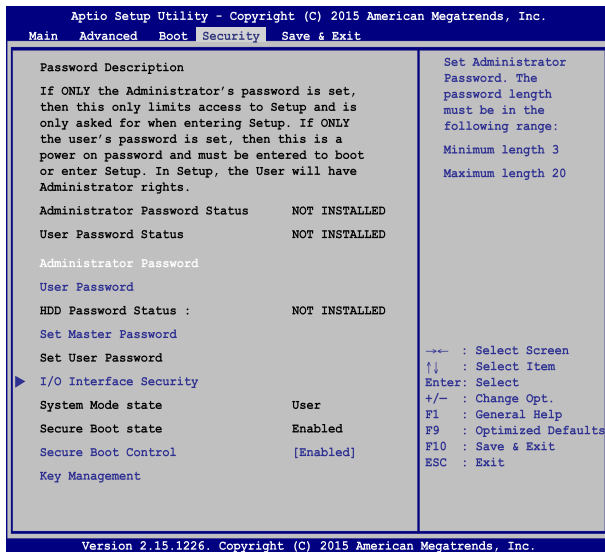 Aptio Setup Utility - Copyright (C) 2015 American Megatrends, Inc.
Main Advanced Boot Security Save & Exit
Password Description
If ONLY the Administrator's password is set,
then this only limits access to Setup and is
only asked for when entering Setup. If ONLY
the user's password is set, then this is a
power on password and must be entered to boot
or enter Setup. In Setup, the User will have
Administrator rights.
Administrator Password Status NOT INSTALLED
User Password Status NOT INSTALLED
Administrator Password
User Password
HDD Password Status : NOT INSTALLED
Set Master Password
Set User Password
I/O Interface Security
System Mode state User
Secure Boot state Enabled
Secure Boot Control [Enabled]
Key Management
Set Administrator
Password. The
password length
must be in the
following range:
Minimum length 3
Maximum length 20
→← : Select Screen
↑↓ : Select Item
Enter: Select
+/— : Change Opt.
F1 : General Help
F9 : Optimized Defaults
F10 : Save & Exit
ESC : Exit
Version 2.15.1226. Copyright (C) 2015 American Megatrends, Inc.